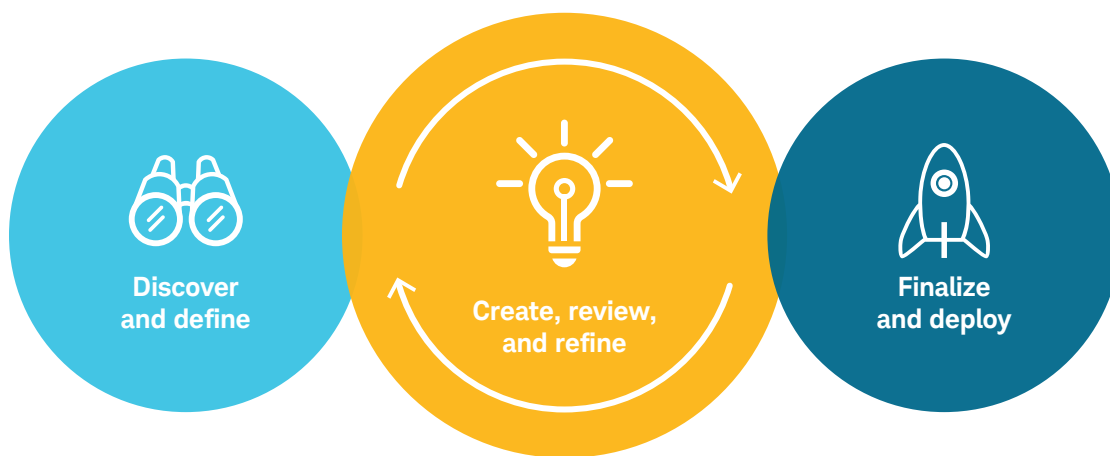 Discover
and define
Create, review,
and refine
Finalize
and deploy